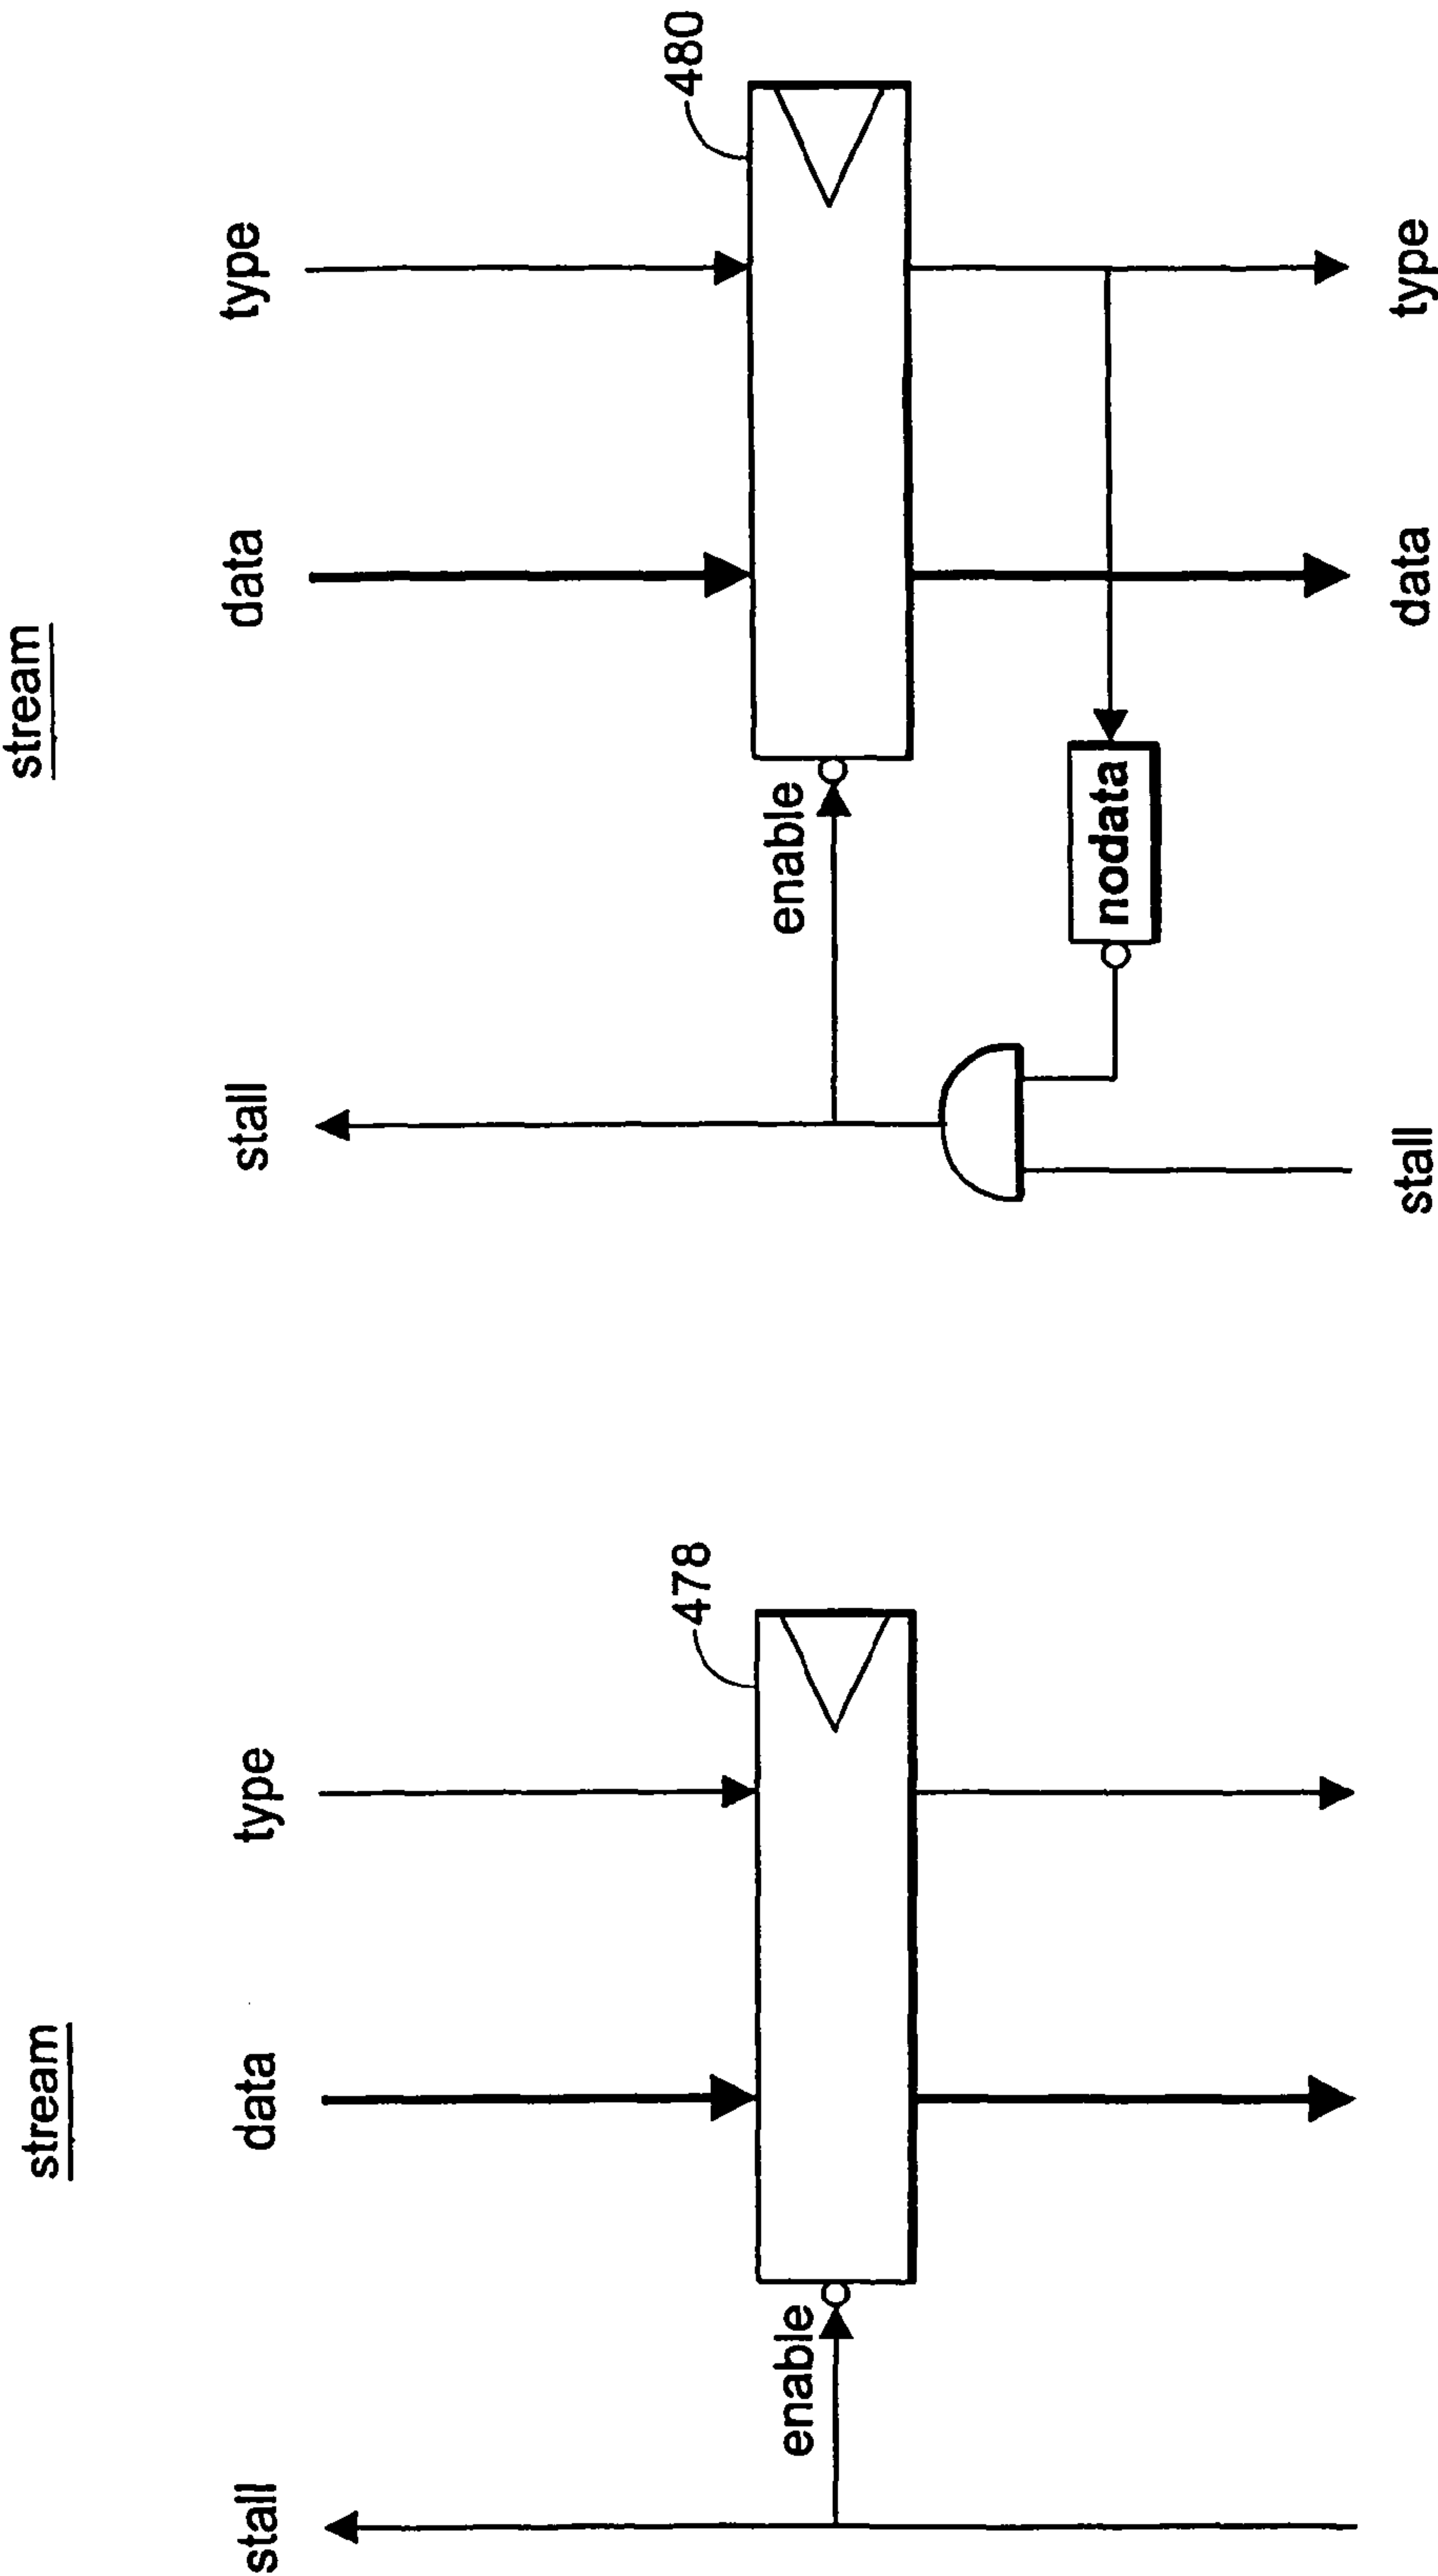 stream
stall
data
type
enable
478
stream
stall
data
type
enable
480
nodata
stall
data
type